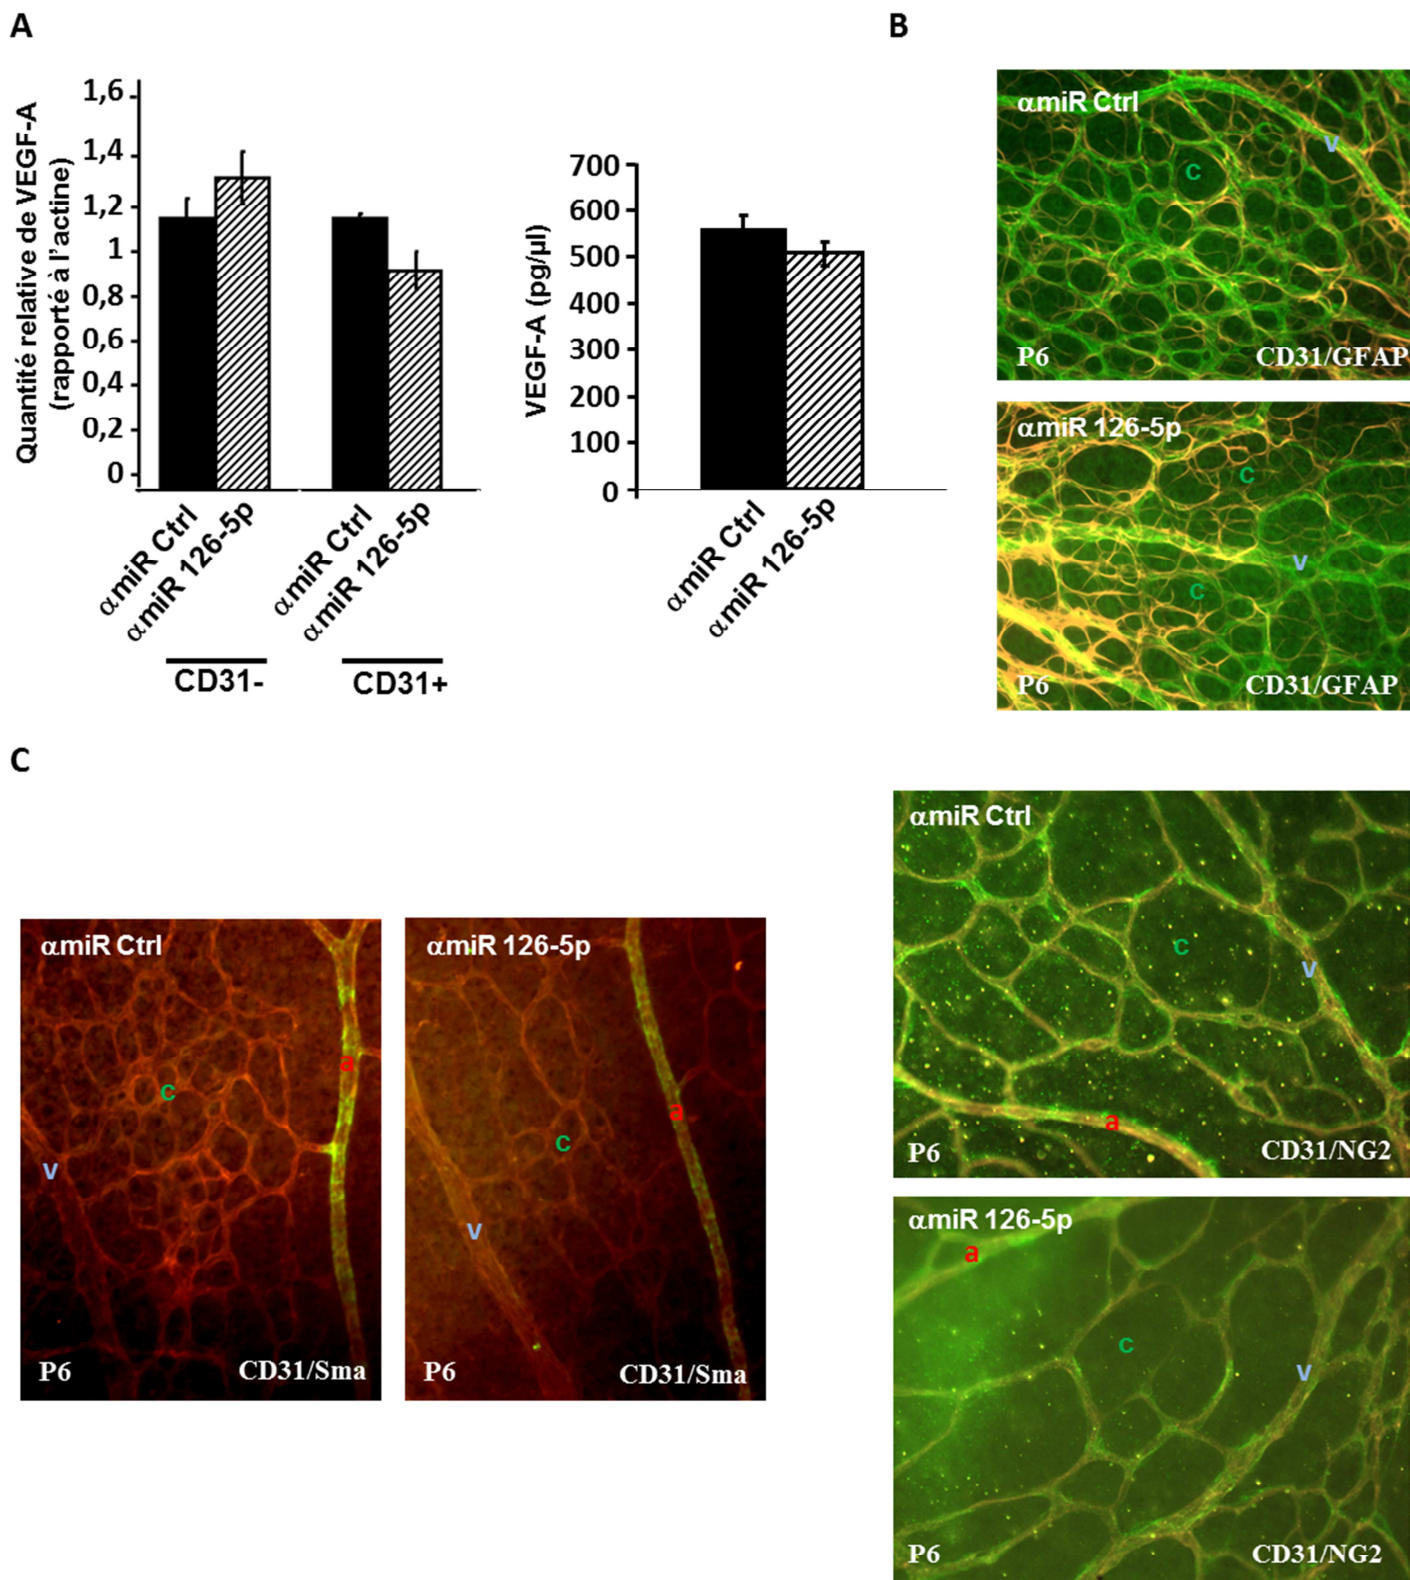 A
Quantité relative de VEGF-A
(rapporté à l'actine)
1,6
1,4
1,2
1
0,8
0,6
0,4
0,2
0
αmiR Ctrl
αmiR 126-5p
αmiR Ctrl
αmiR 126-5p
CD31-
CD31+
VEGF-A (pg/µl)
700
600
500
400
300
200
100
0
αmiR Ctrl
αmiR 126-5p
B
αmiR Ctrl
v
c
P6
CD31/GFAP
αmiR 126-5p
c
v
c
P6
CD31/GFAP
C
αmiR Ctrl
a
c
v
P6
CD31/Sma
αmiR 126-5p
a
c
v
P6
CD31/Sma
αmiR Ctrl
c
v
a
P6
CD31/NG2
αmiR 126-5p
a
c
v
P6
CD31/NG2